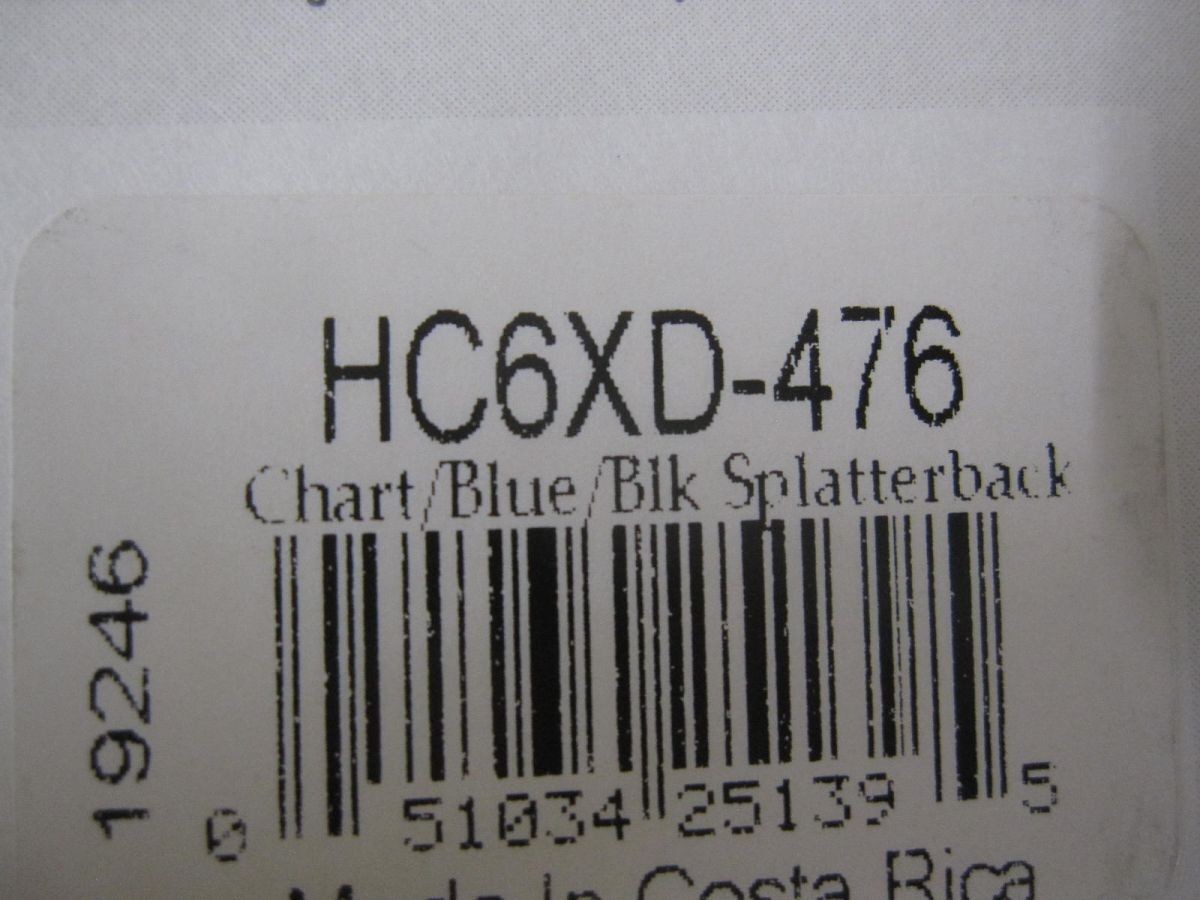 HC6XD-476
Chart/Blue/Blk Splatterback
19246
0 51034 25139 5
Made In Costa Rica